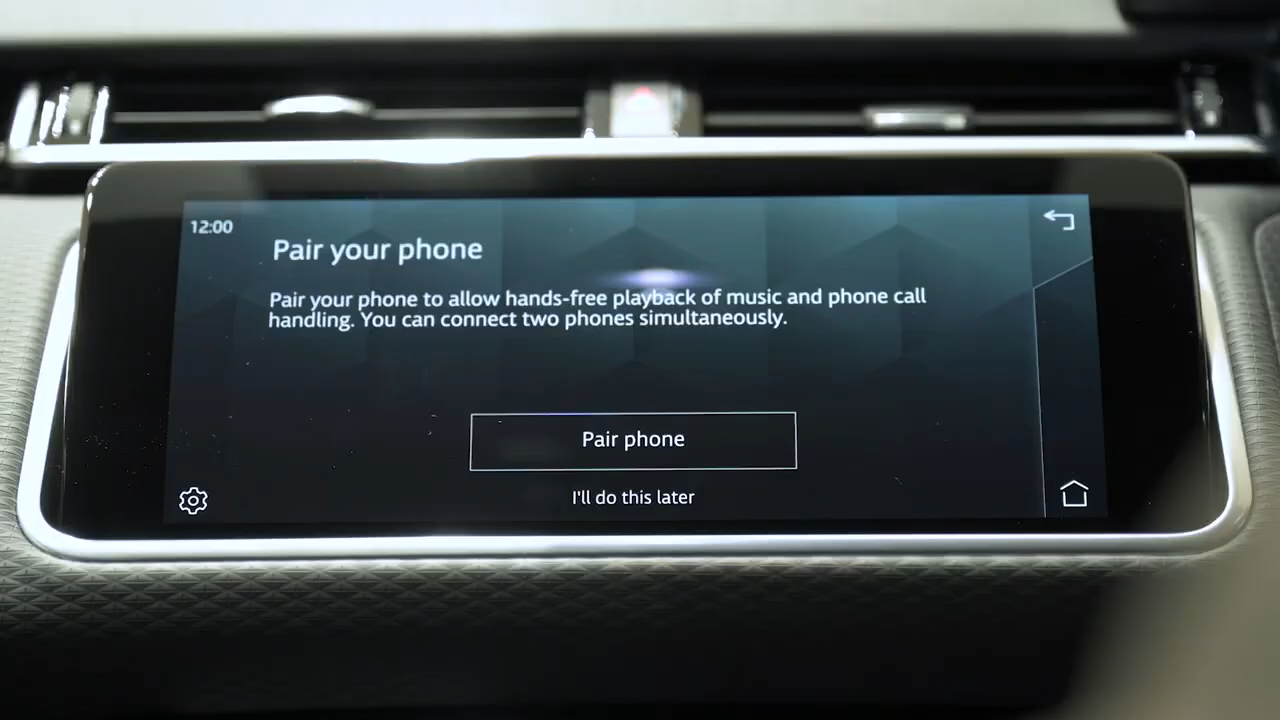 12:00
Pair your phone
Pair your phone to allow hands-free playback of music and phone call
handling. You can connect two phones simultaneously.
Pair phone
I'll do this later